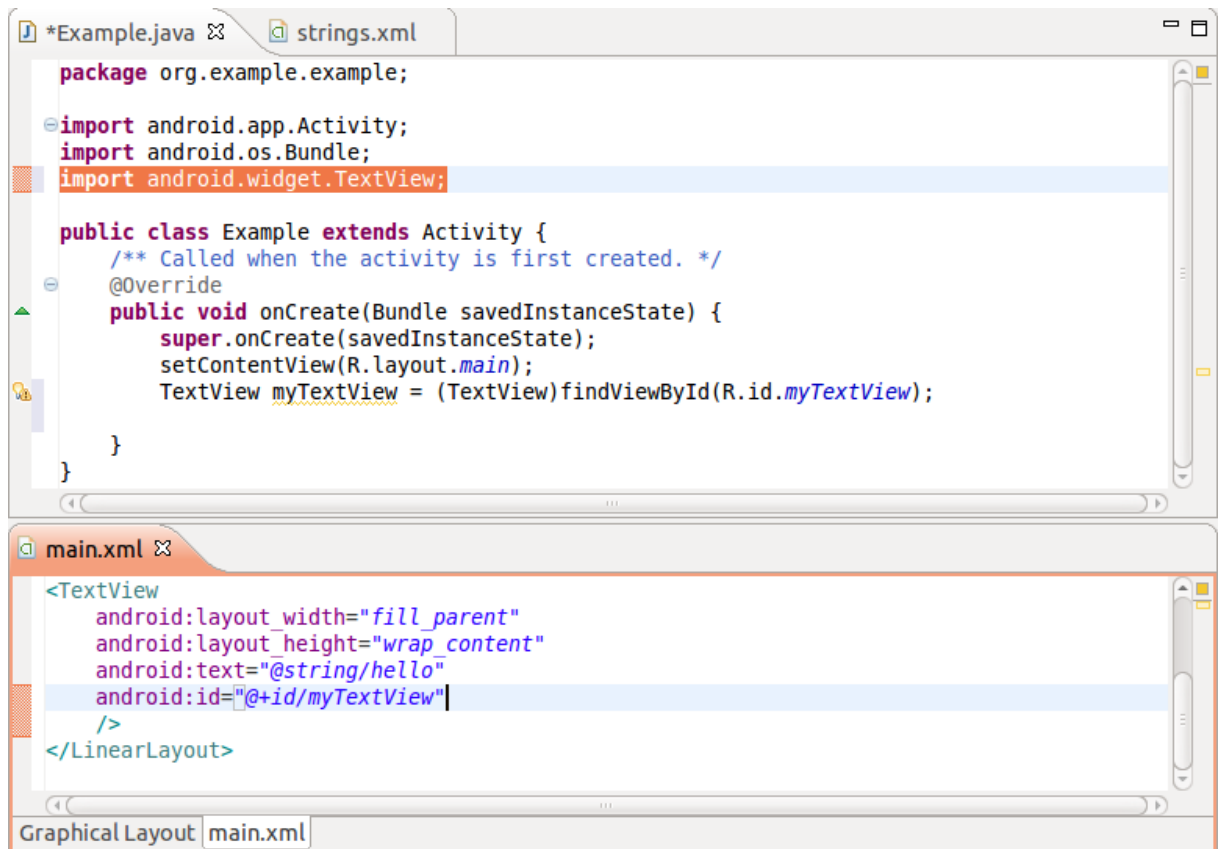 *Example.java strings.xml
package org.example.example;
import android.app.Activity;
import android.os.Bundle;
import android.widget.TextView;
public class Example extends Activity {
/** Called when the activity is first created. */
@Override
public void onCreate(Bundle savedInstanceState) {
super.onCreate(savedInstanceState);
setContentView(R.layout.main);
TextView myTextView = (TextView)findViewById(R.id.myTextView);
}
}
main.xml
<TextView
android:layout_width="fill_parent"
android:layout_height="wrap_content"
android:text="@string/hello"
android:id="@+id/myTextView"
/>
</LinearLayout>
Graphical Layout main.xml